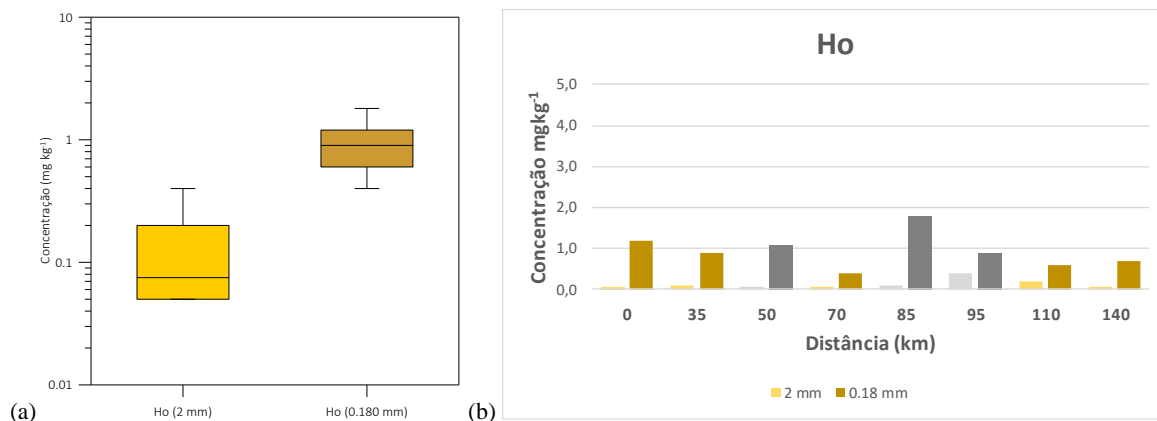 10
1
0.1
0.01
Concentração (mg kg⁻¹)
Ho (2 mm)
Ho (0.180 mm)
(a)
Ho
5,0
4,0
3,0
2,0
1,0
0,0
Concentração mgkg⁻¹
0 35 50 70 85 95 110 140
Distância (km)
2 mm 0.18 mm
(b)